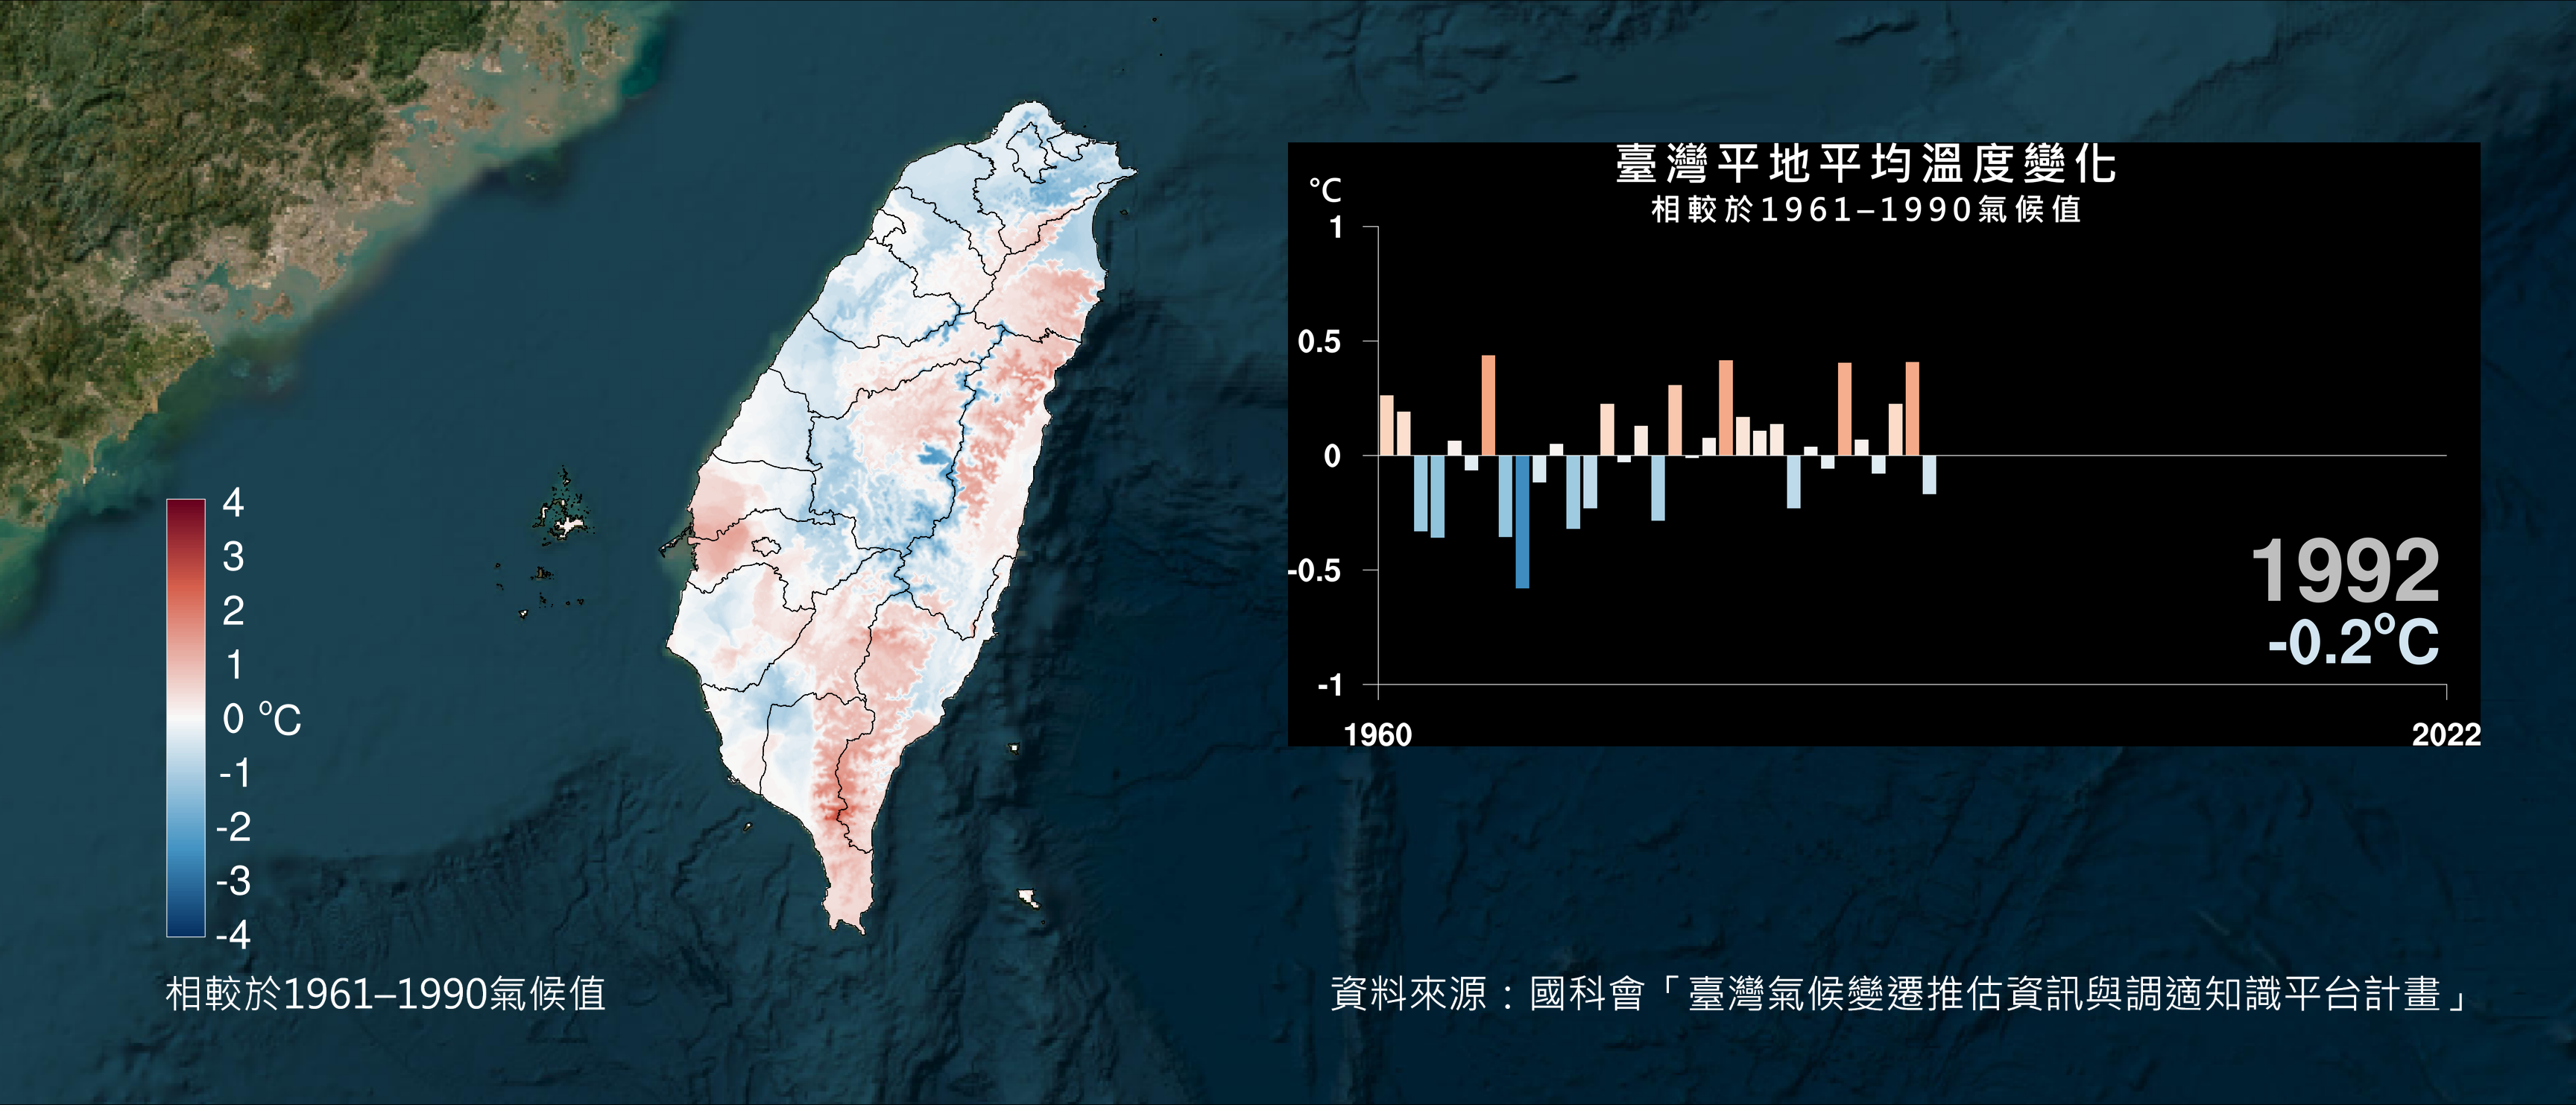 臺灣平地平均溫度變化
相較於1961–1990氣候值
°C
1
0.5
0
-0.5
-1
1960
2022
1992
-0.2°C
4
3
2
1
0 °C
-1
-2
-3
-4
相較於1961–1990氣候值
資料來源：國科會「臺灣氣候變遷推估資訊與調適知識平台計畫」